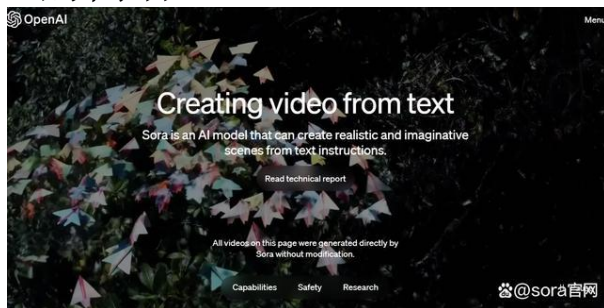 OpenAI
Menu
Creating video from text
Sora is an AI model that can create realistic and imaginative
scenes from text instructions.
Read technical report
All videos on this page were generated directly by
Sora without modification.
Capabilities Safety Research
@sora官网